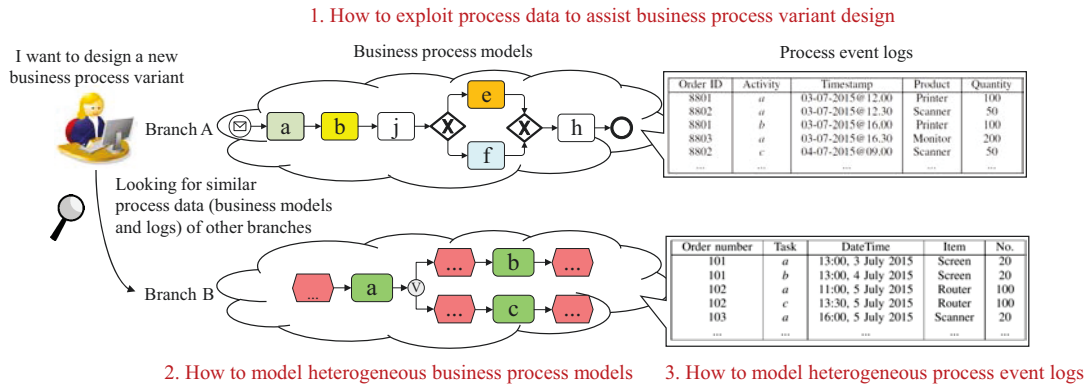 1. How to exploit process data to assist business process variant design
I want to design a new
business process variant
Business process models
Process event logs
Branch A
a b j X e f X h
Order ID Activity Timestamp Product Quantity
8801 a 03-07-2015@12.00 Printer 100
8802 a 03-07-2015@12.30 Scanner 50
8801 b 03-07-2015@16.00 Printer 100
8803 a 03-07-2015@16.30 Monitor 200
8802 c 04-07-2015@09.00 Scanner 50
... ... ... ... ...
Looking for similar
process data (business models
and logs) of other branches
Branch B
... a V ... b ...
... c ...
Order number Task DateTime Item No.
101 a 13:00, 3 July 2015 Screen 20
101 b 13:00, 4 July 2015 Screen 20
102 a 11:00, 5 July 2015 Router 100
102 c 13:30, 5 July 2015 Router 100
103 a 16:00, 5 July 2015 Scanner 20
... ... ... ... ...
2. How to model heterogeneous business process models
3. How to model heterogeneous process event logs